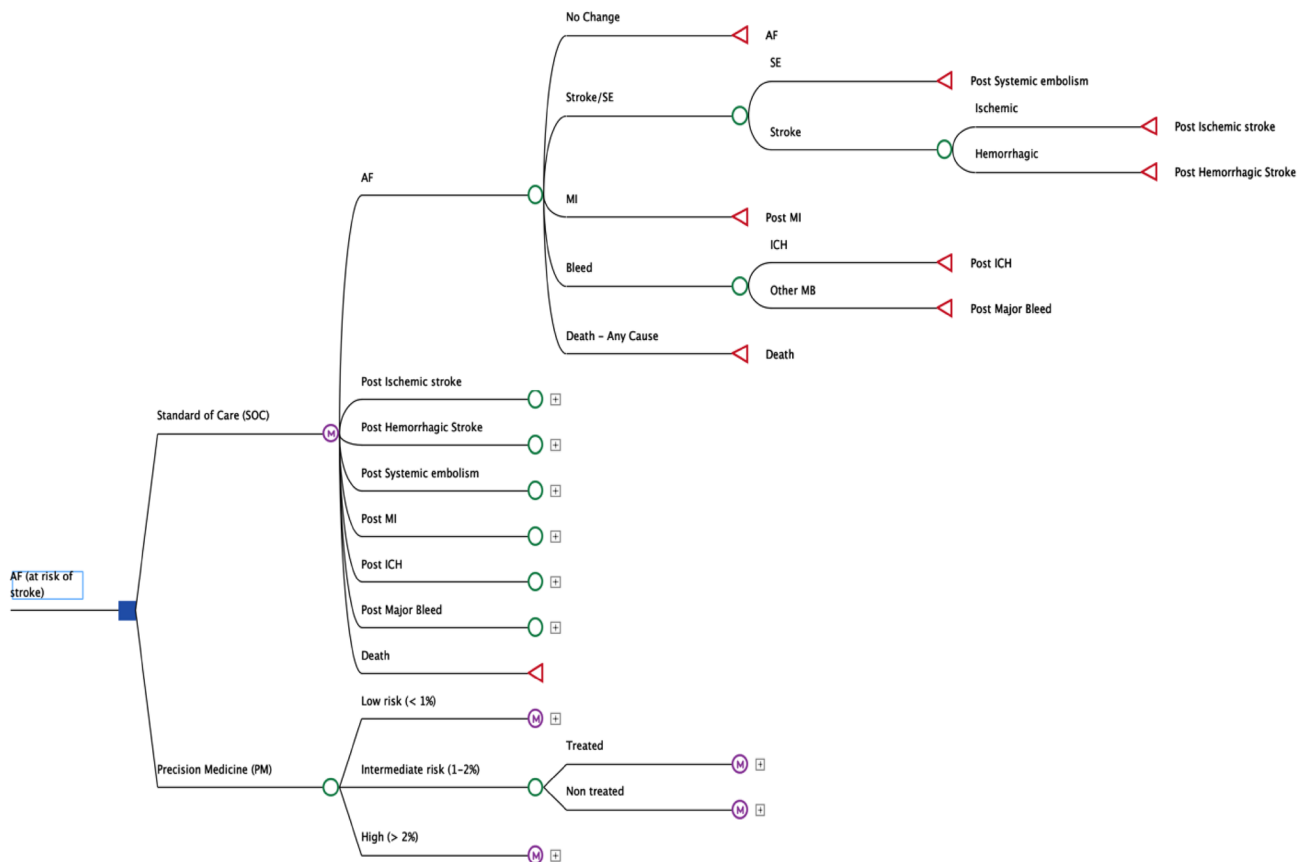 No Change
AF
SE
Post Systemic embolism
Stroke/SE
Ischemic
Post Ischemic stroke
Stroke
Hemorrhagic
Post Hemorrhagic Stroke
AF
MI
Post MI
ICH
Post ICH
Bleed
Other MB
Post Major Bleed
Death – Any Cause
Death
Post Ischemic stroke
Standard of Care (SOC)
M
Post Hemorrhagic Stroke
Post Systemic embolism
Post MI
Post ICH
AF (at risk of
stroke)
Post Major Bleed
Death
Low risk (< 1%)
M
Precision Medicine (PM)
Intermediate risk (1–2%)
Treated
M
Non treated
M
High (> 2%)
M